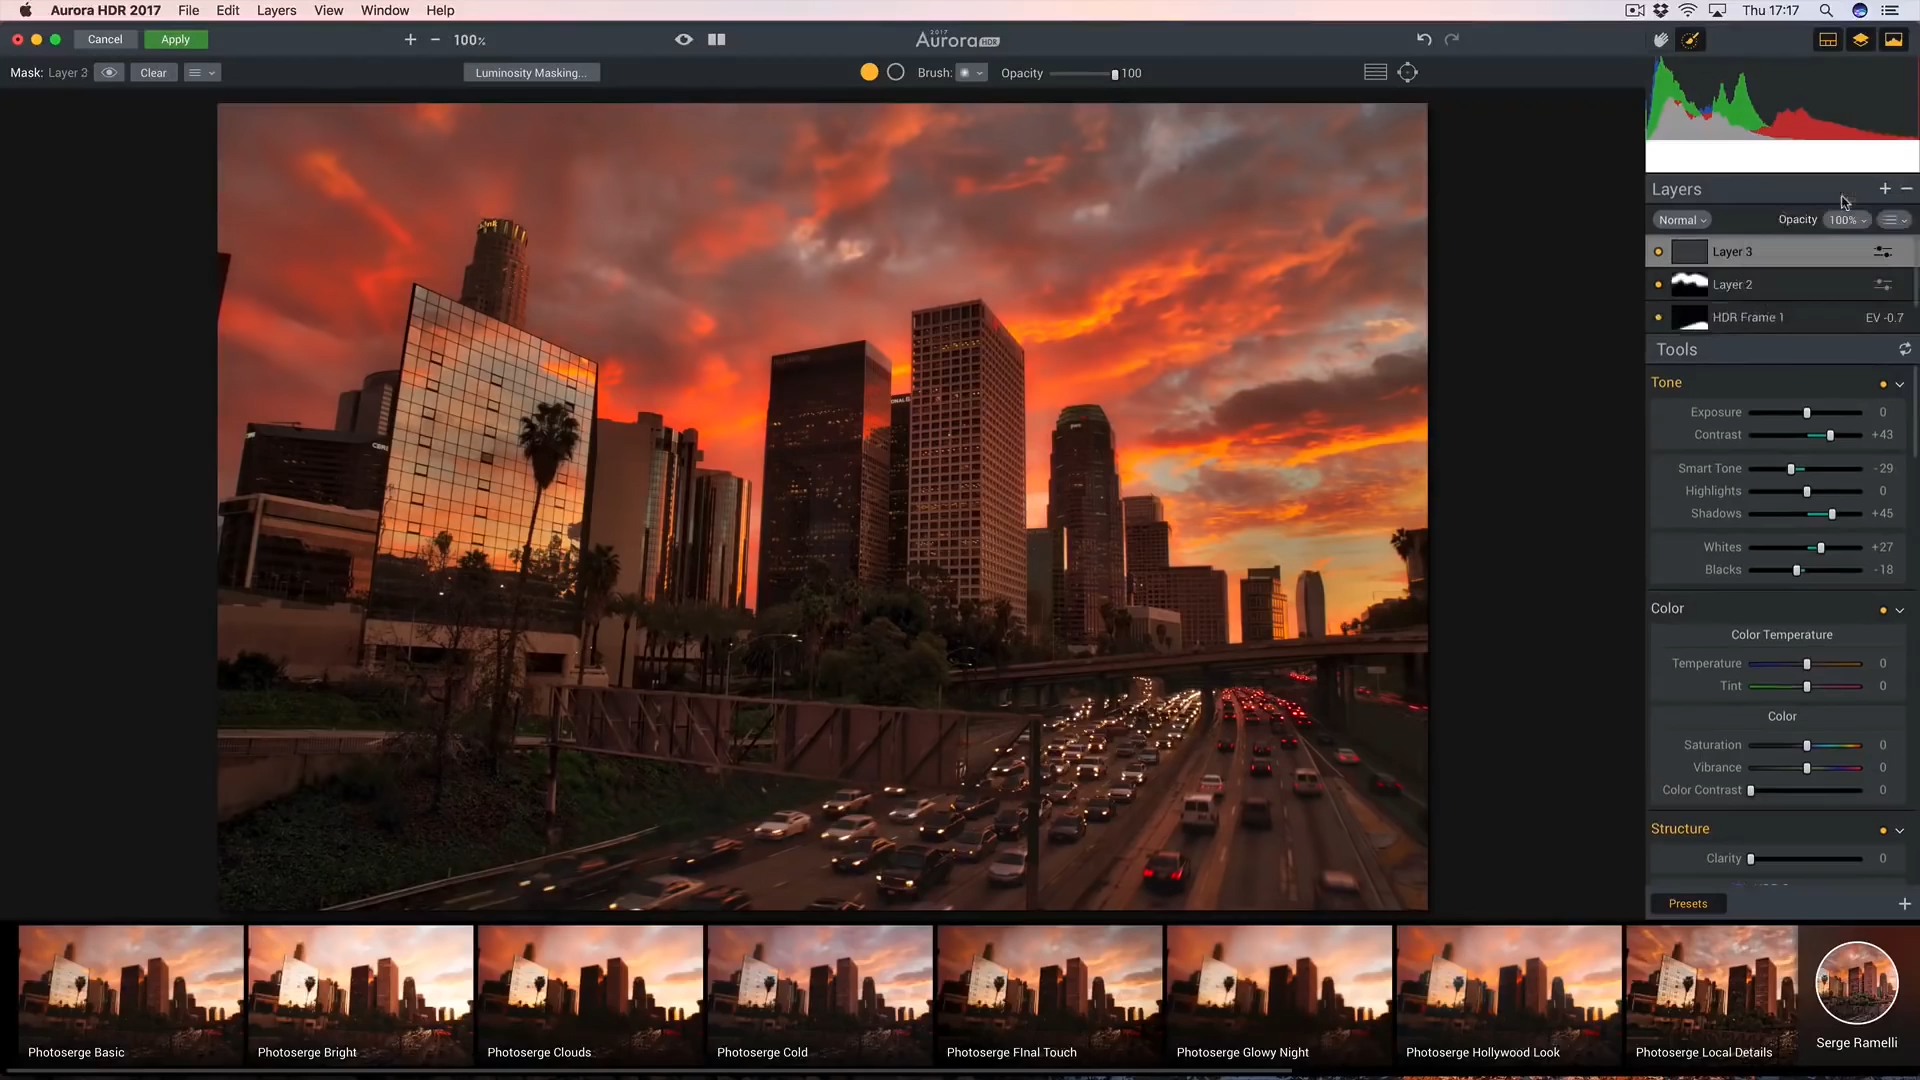 Aurora HDR 2017 File Edit Layers View Window Help
Thu 17:17
Cancel Apply
100%
2017
Aurora HDR
Mask: Layer 3 Clear
Luminosity Masking...
Brush: Opacity 100
Layers
Normal Opacity 100%
Layer 3
Layer 2
HDR Frame 1 EV -0.7
Tools
Tone
Exposure 0
Contrast +43
Smart Tone -29
Highlights 0
Shadows +45
Whites +27
Blacks -18
Color
Color Temperature
Temperature 0
Tint 0
Color
Saturation 0
Vibrance 0
Color Contrast 0
Structure
Clarity 0
Presets
CBRE
Photoserge Basic
Photoserge Bright
Photoserge Clouds
Photoserge Cold
Photoserge FInal Touch
Photoserge Glowy Night
Photoserge Hollywood Look
Photoserge Local Details
Serge Ramelli